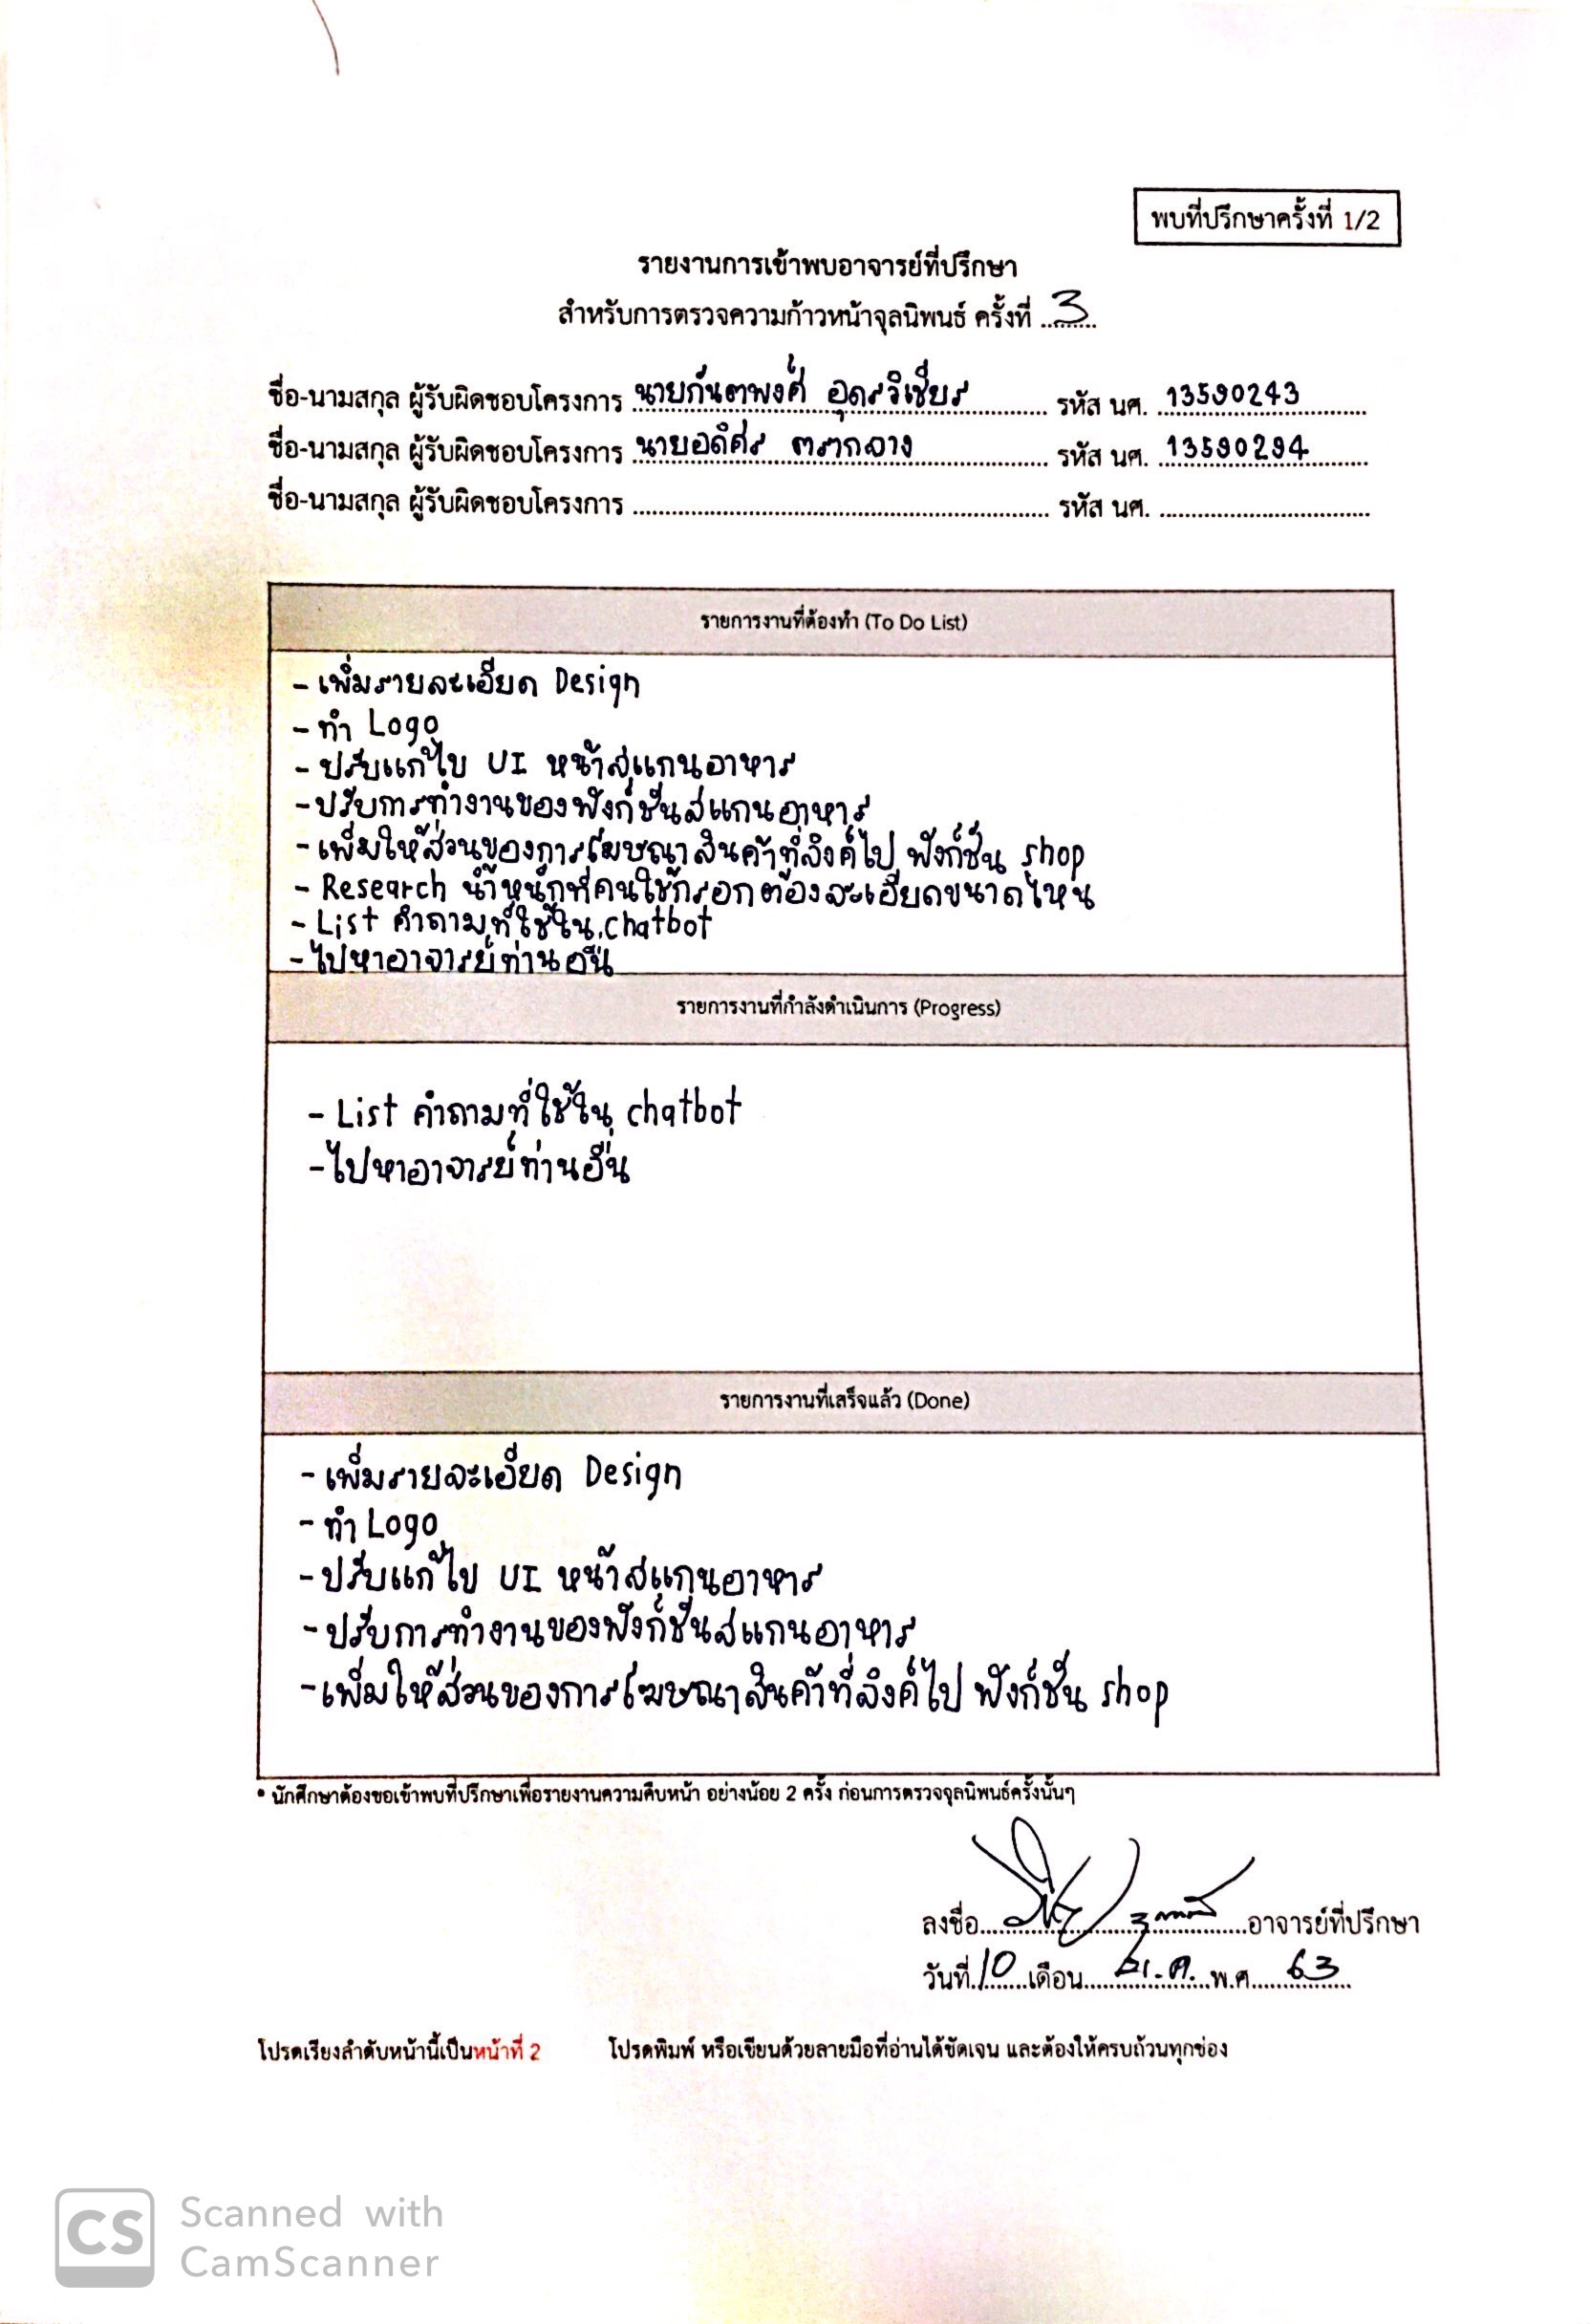 พบที่ปรึกษาครั้งที่ 1/2
รายงานการเข้าพบอาจารย์ที่ปรึกษา
สำหรับการตรวจความก้าวหน้าจุลนิพนธ์ ครั้งที่ 3
ชื่อ-นามสกุล ผู้รับผิดชอบโครงการ นายกันตพงศ์ อุดรวิเชียร รหัส นศ. 13590243
ชื่อ-นามสกุล ผู้รับผิดชอบโครงการ นายอดิศร ตรากลาง รหัส นศ. 13590294
ชื่อ-นามสกุล ผู้รับผิดชอบโครงการ รหัส นศ.
รายการงานที่ต้องทำ (To Do List)
- เพิ่มรายละเอียด Design
- ทำ Logo
- ปรับแก้ไข UI หน้าสแกนอาหาร
- ปรับการทำงานของฟังก์ชันสแกนอาหาร
- เพิ่มให้ส่วนของการโฆษณาสินค้าที่ลิงค์ไป ฟังก์ชั่น shop
- Research น้ำหนักที่คนใช้กรอกต้องละเอียดขนาดไหน
- List คำถามที่ใช้ใน chatbot
- ไปหาอาจารย์ท่านอื่น
รายการงานที่กำลังดำเนินการ (Progress)
- List คำถามที่ใช้ใน chatbot
- ไปหาอาจารย์ท่านอื่น
รายการงานที่เสร็จแล้ว (Done)
- เพิ่มรายละเอียด Design
- ทำ Logo
- ปรับแก้ไข UI หน้าสแกนอาหาร
- ปรับการทำงานของฟังก์ชันสแกนอาหาร
- เพิ่มให้ส่วนของการโฆษณาสินค้าที่ลิงค์ไป ฟังก์ชั่น shop
* นักศึกษาต้องขอเข้าพบที่ปรึกษาเพื่อรายงานความคืบหน้า อย่างน้อย 2 ครั้ง ก่อนการตรวจจุลนิพนธ์ครั้งนั้นๆ
ลงชื่อ อาจารย์ที่ปรึกษา
วันที่ 10 เดือน พ.ศ. 63
โปรดเรียงลำดับหน้านี้เป็นหน้าที่ 2 โปรดพิมพ์ หรือเขียนด้วยลายมือที่อ่านได้ชัดเจน และต้องให้ครบถ้วนทุกช่อง
CS Scanned with
CamScanner